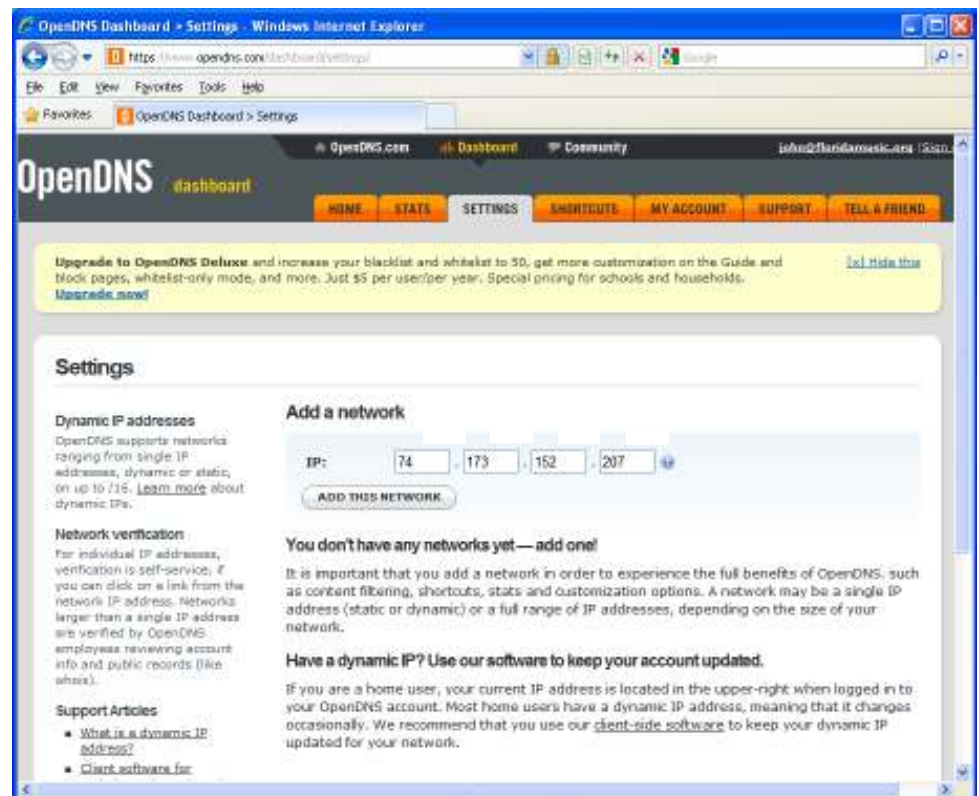 OpenDNS Dashboard > Settings - Windows Internet Explorer
https://www.opendns.com/dashboard/settings/
Google
File Edit View Favorites Tools Help
Favorites OpenDNS Dashboard > Settings
OpenDNS.com Dashboard Community john@floridamusic.org [Sign
OpenDNS dashboard
HOME STATS SETTINGS SHORTCUTS MY ACCOUNT SUPPORT TELL A FRIEND
Upgrade to OpenDNS Deluxe and increase your blacklist and whitelist to 50, get more customization on the Guide and
block pages, whitelist-only mode, and more. Just $5 per user/per year. Special pricing for schools and households.
Upgrade now!
[x] Hide this
Settings
Dynamic IP addresses
OpenDNS supports networks
ranging from single IP
addresses, dynamic or static,
on up to /16. Learn more about
dynamic IPs.
Network verification
For individual IP addresses,
verification is self-service, if
you can click on a link from the
network IP address. Networks
larger than a single IP address
are verified by OpenDNS
employees reviewing account
info and public records (like
whois).
Support Articles
What is a dynamic IP
address?
Client software for
Add a network
IP: 74 . 173 . 152 . 207
ADD THIS NETWORK
You don't have any networks yet — add one!
It is important that you add a network in order to experience the full benefits of OpenDNS. such
as content filtering, shortcuts, stats and customization options. A network may be a single IP
address (static or dynamic) or a full range of IP addresses, depending on the size of your
network.
Have a dynamic IP? Use our software to keep your account updated.
If you are a home user, your current IP address is located in the upper-right when logged in to
your OpenDNS account. Most home users have a dynamic IP address, meaning that it changes
occasionally. We recommend that you use our client-side software to keep your dynamic IP
updated for your network.